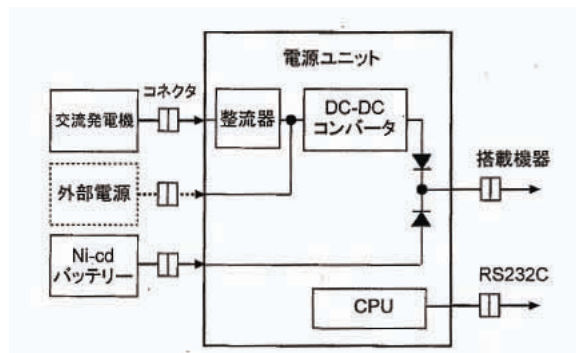 電源ユニット
コネクタ
交流発電機
整流器
DC-DC
コンバータ
外部電源
搭載機器
Ni-cd
バッテリー
RS232C
CPU